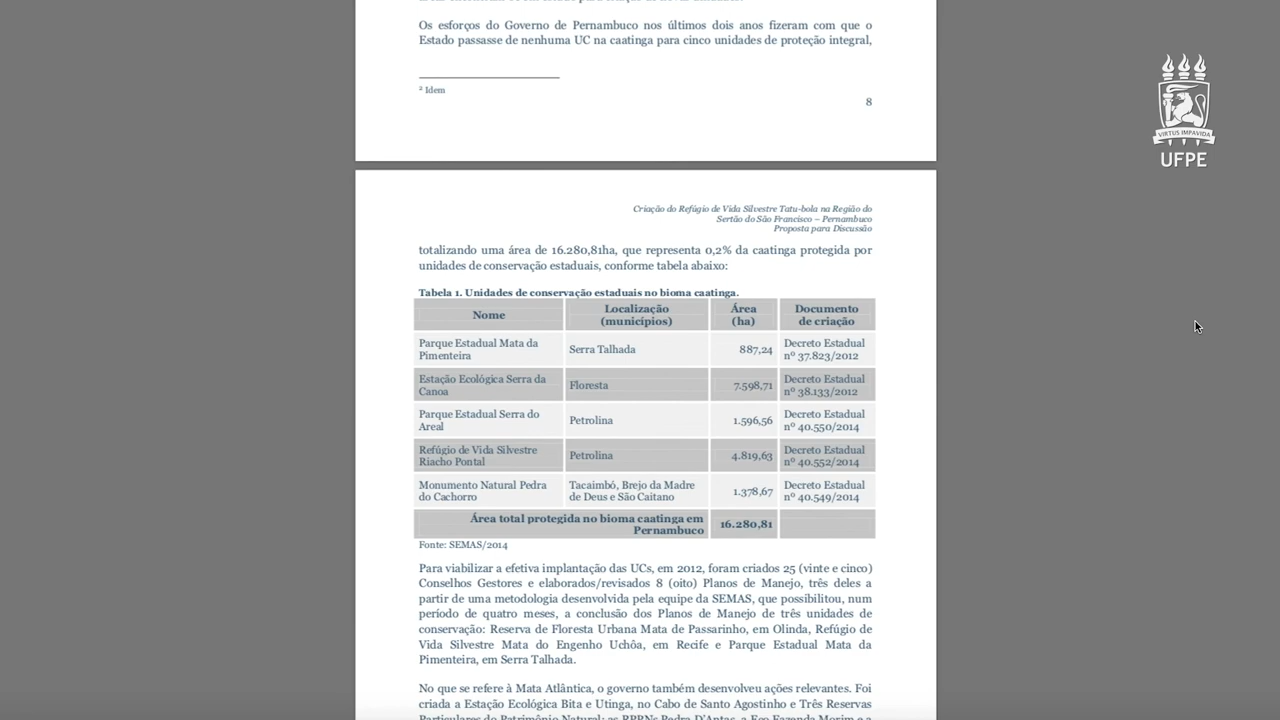 Os esforços do Governo de Pernambuco nos últimos dois anos fizeram com que o
Estado passasse de nenhuma UC na caatinga para cinco unidades de proteção integral,
² Idem
8
VIRTUS IMPAVIDA
UFPE
Criação do Refúgio de Vida Silvestre Tatu-bola na Região do
Sertão do São Francisco – Pernambuco
Proposta para Discussão
totalizando uma área de 16.280,81ha, que representa 0,2% da caatinga protegida por
unidades de conservação estaduais, conforme tabela abaixo:
Tabela 1. Unidades de conservação estaduais no bioma caatinga.
Nome
Localização
(municípios)
Área
(ha)
Documento
de criação
Parque Estadual Mata da
Pimenteira
Serra Talhada
887,24
Decreto Estadual
nº 37.823/2012
Estação Ecológica Serra da
Canoa
Floresta
7.598,71
Decreto Estadual
nº 38.133/2012
Parque Estadual Serra do
Areal
Petrolina
1.596,56
Decreto Estadual
nº 40.550/2014
Refúgio de Vida Silvestre
Riacho Pontal
Petrolina
4.819,63
Decreto Estadual
nº 40.552/2014
Monumento Natural Pedra
do Cachorro
Tacaimbó, Brejo da Madre
de Deus e São Caitano
1.378,67
Decreto Estadual
nº 40.549/2014
Área total protegida no bioma caatinga em
Pernambuco
16.280,81
Fonte: SEMAS/2014
Para viabilizar a efetiva implantação das UCs, em 2012, foram criados 25 (vinte e cinco)
Conselhos Gestores e elaborados/revisados 8 (oito) Planos de Manejo, três deles a
partir de uma metodologia desenvolvida pela equipe da SEMAS, que possibilitou, num
período de quatro meses, a conclusão dos Planos de Manejo de três unidades de
conservação: Reserva de Floresta Urbana Mata de Passarinho, em Olinda, Refúgio de
Vida Silvestre Mata do Engenho Uchôa, em Recife e Parque Estadual Mata da
Pimenteira, em Serra Talhada.
No que se refere à Mata Atlântica, o governo também desenvolveu ações relevantes. Foi
criada a Estação Ecológica Bita e Utinga, no Cabo de Santo Agostinho e Três Reservas
Particulares do Patrimônio Natural: as RPPNs Pedra D'Antas, a Eco Fazenda Morim e a